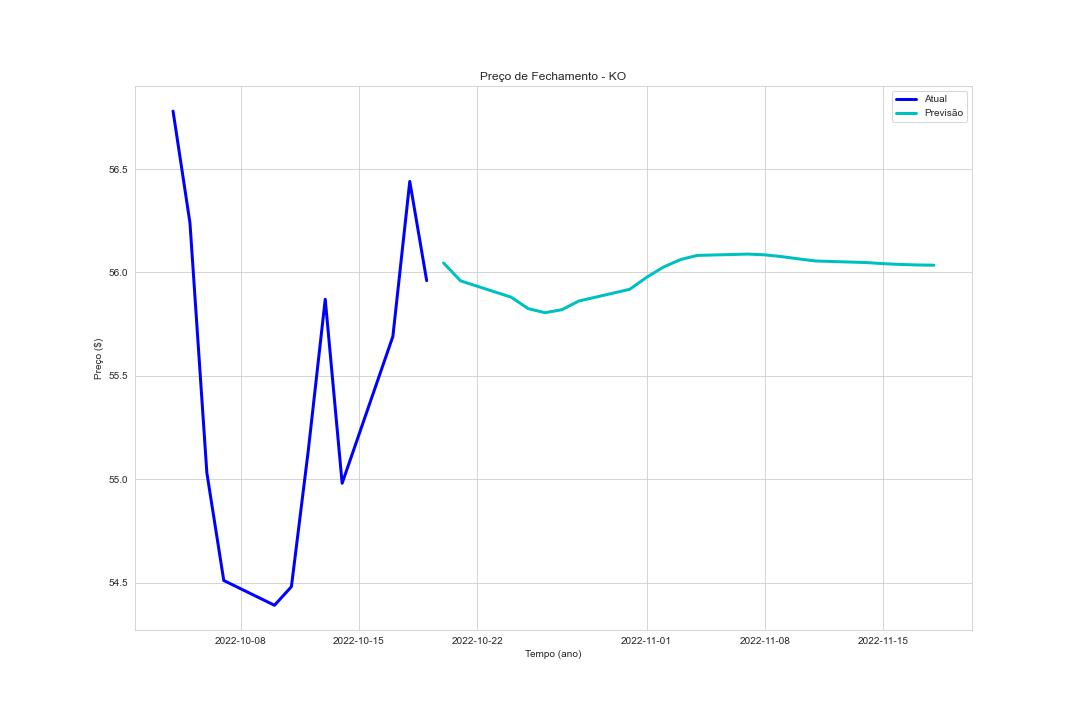 Preço de Fechamento - KO
Atual
Previsão
56.5
56.0
55.5
55.0
54.5
Preço ($)
2022-10-08
2022-10-15
2022-10-22
2022-11-01
2022-11-08
2022-11-15
Tempo (ano)